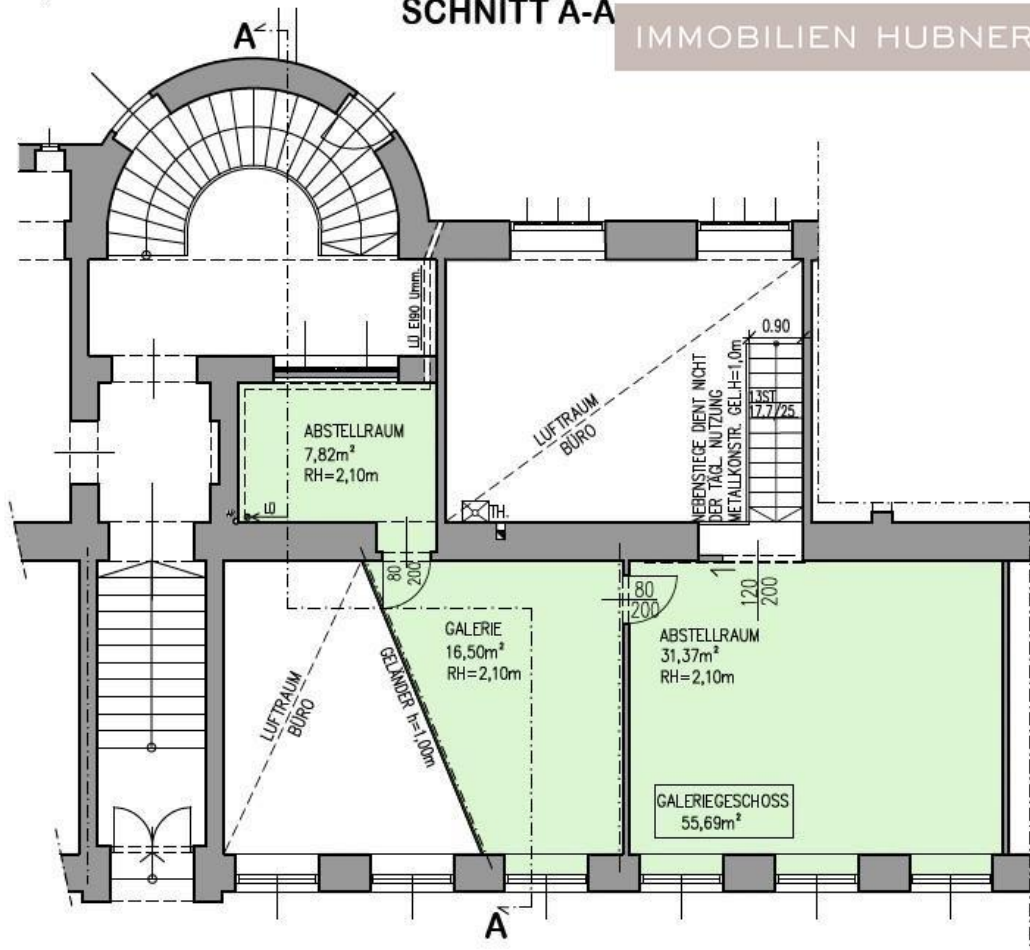 SCHNITT A-A
IMMOBILIEN HUBNER
A
LÜ EI90 Umm.
0.90
NEBENSTIEGE DIENT NICHT
DER TÄGL. NUTZUNG
METALLKONSTR. GEL.H=1,0m
13ST
17.7/25
LUFTRAUM
BÜRO
ABSTELLRAUM
7,82m²
RH=2,10m
LÜ
TH.
80
200
GALERIE
16,50m²
RH=2,10m
80
200
120
200
ABSTELLRAUM
31,37m²
RH=2,10m
LUFTRAUM
BÜRO
GELÄNDER h=1,00m
GALERIEGESCHOSS
55,69m²
A